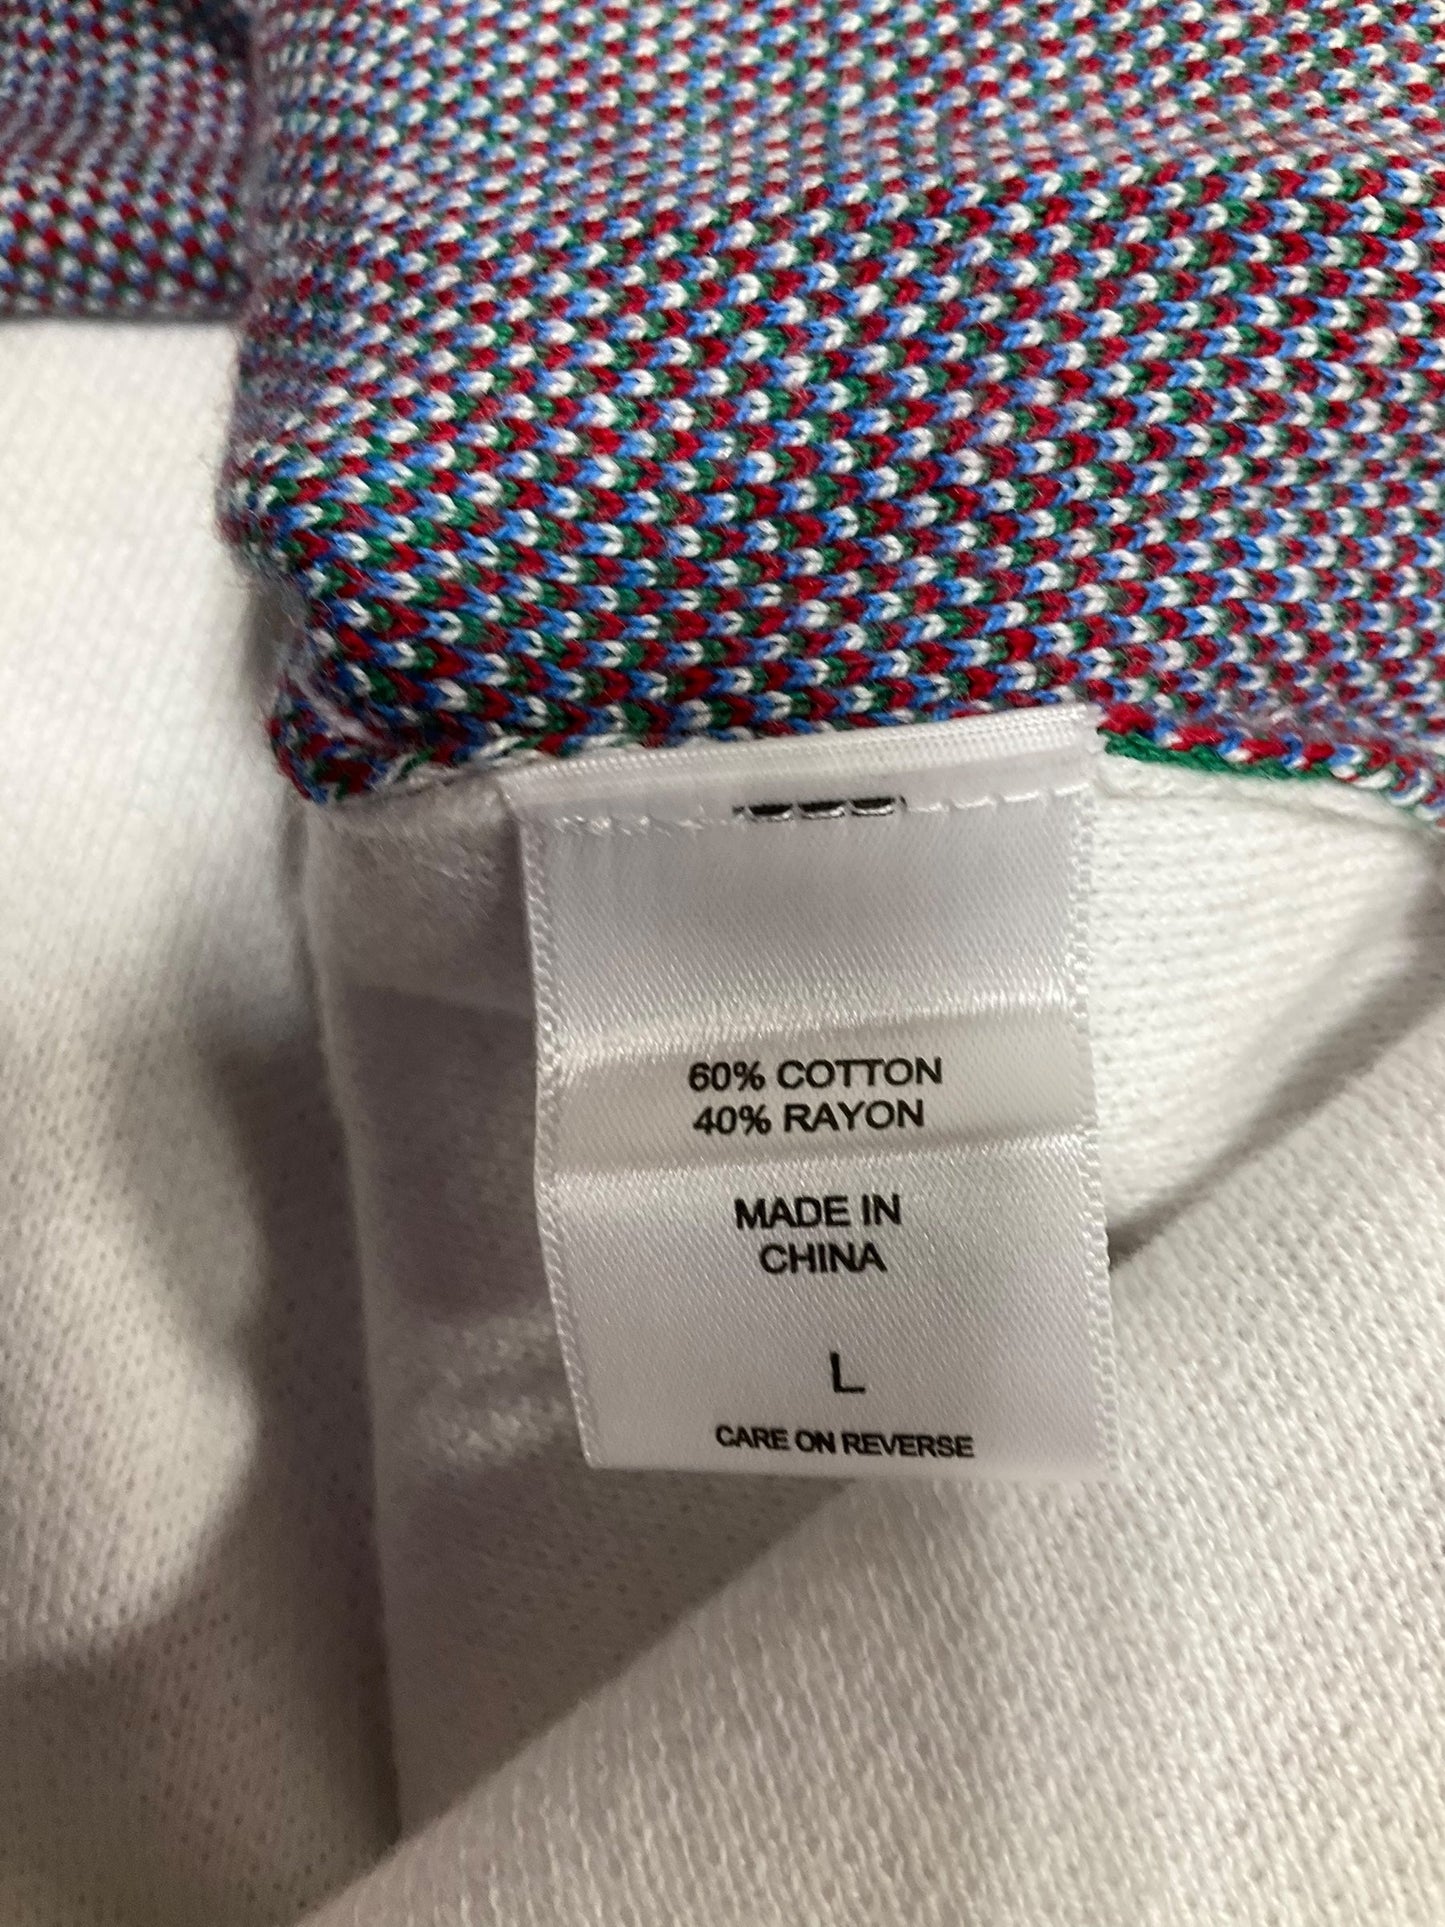 60% COTTON
40% RAYON
MADE IN
CHINA
L
CARE ON REVERSE